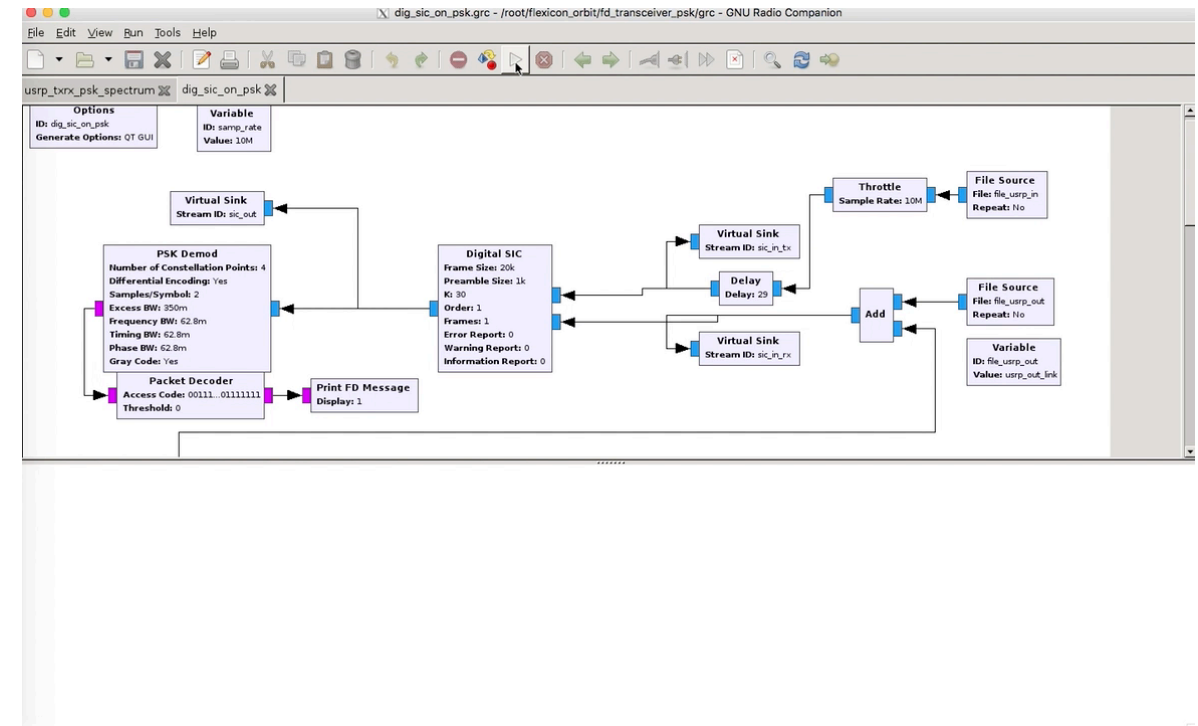 dig_sic_on_psk.grc - /root/flexicon_orbit/fd_transceiver_psk/grc - GNU Radio Companion
File Edit View Run Tools Help
usrp_txrx_psk_spectrum dig_sic_on_psk
Options
ID: dig_sic_on_psk
Generate Options: QT GUI
Variable
ID: samp_rate
Value: 10M
Virtual Sink
Stream ID: sic_out
PSK Demod
Number of Constellation Points: 4
Differential Encoding: Yes
Samples/Symbol: 2
Excess BW: 350m
Frequency BW: 62.8m
Timing BW: 62.8m
Phase BW: 62.8m
Gray Code: Yes
Packet Decoder
Access Code: 00111...01111111
Threshold: 0
Print FD Message
Display: 1
Digital SIC
Frame Size: 20k
Preamble Size: 1k
K: 30
Order: 1
Frames: 1
Error Report: 0
Warning Report: 0
Information Report: 0
Virtual Sink
Stream ID: sic_in_tx
Delay
Delay: 29
Virtual Sink
Stream ID: sic_in_rx
Throttle
Sample Rate: 10M
File Source
File: file_usrp_in
Repeat: No
Add
File Source
File: file_usrp_out
Repeat: No
Variable
ID: file_usrp_out
Value: usrp_out_link